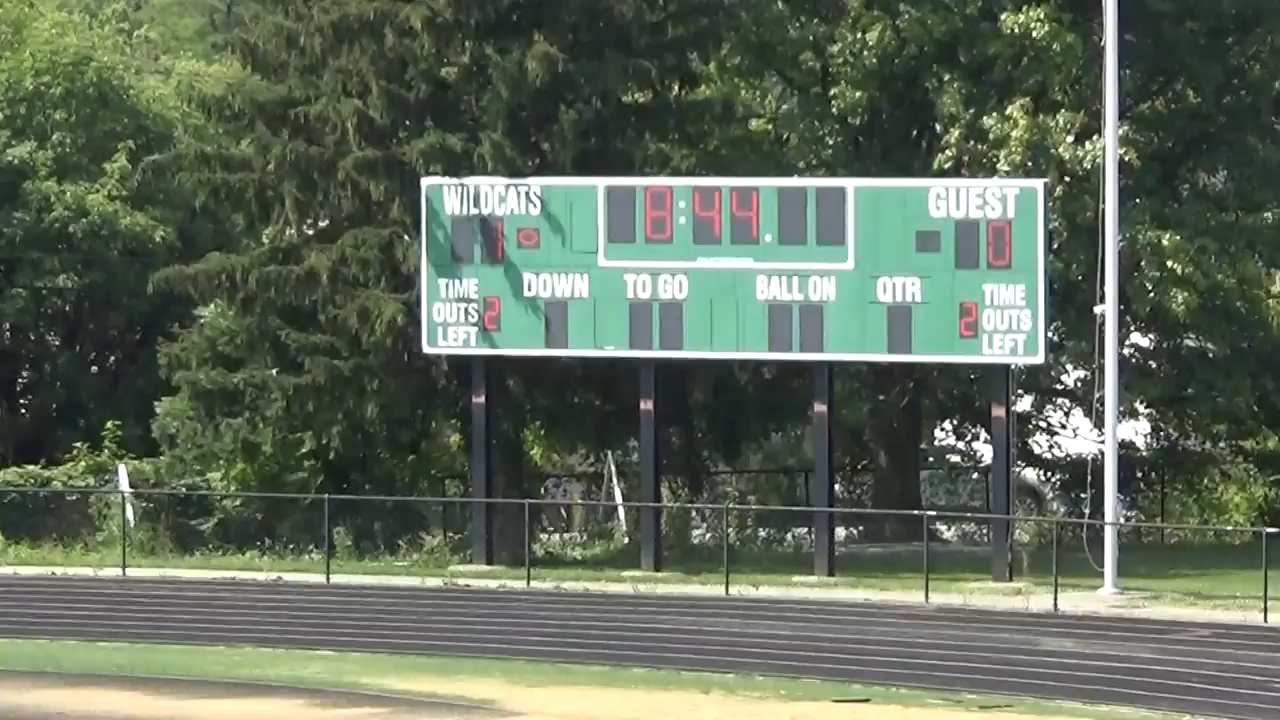 WILDCATS 8:44. GUEST
1 0
DOWN TO GO BALL ON QTR
TIME OUTS LEFT 2
2 TIME OUTS LEFT